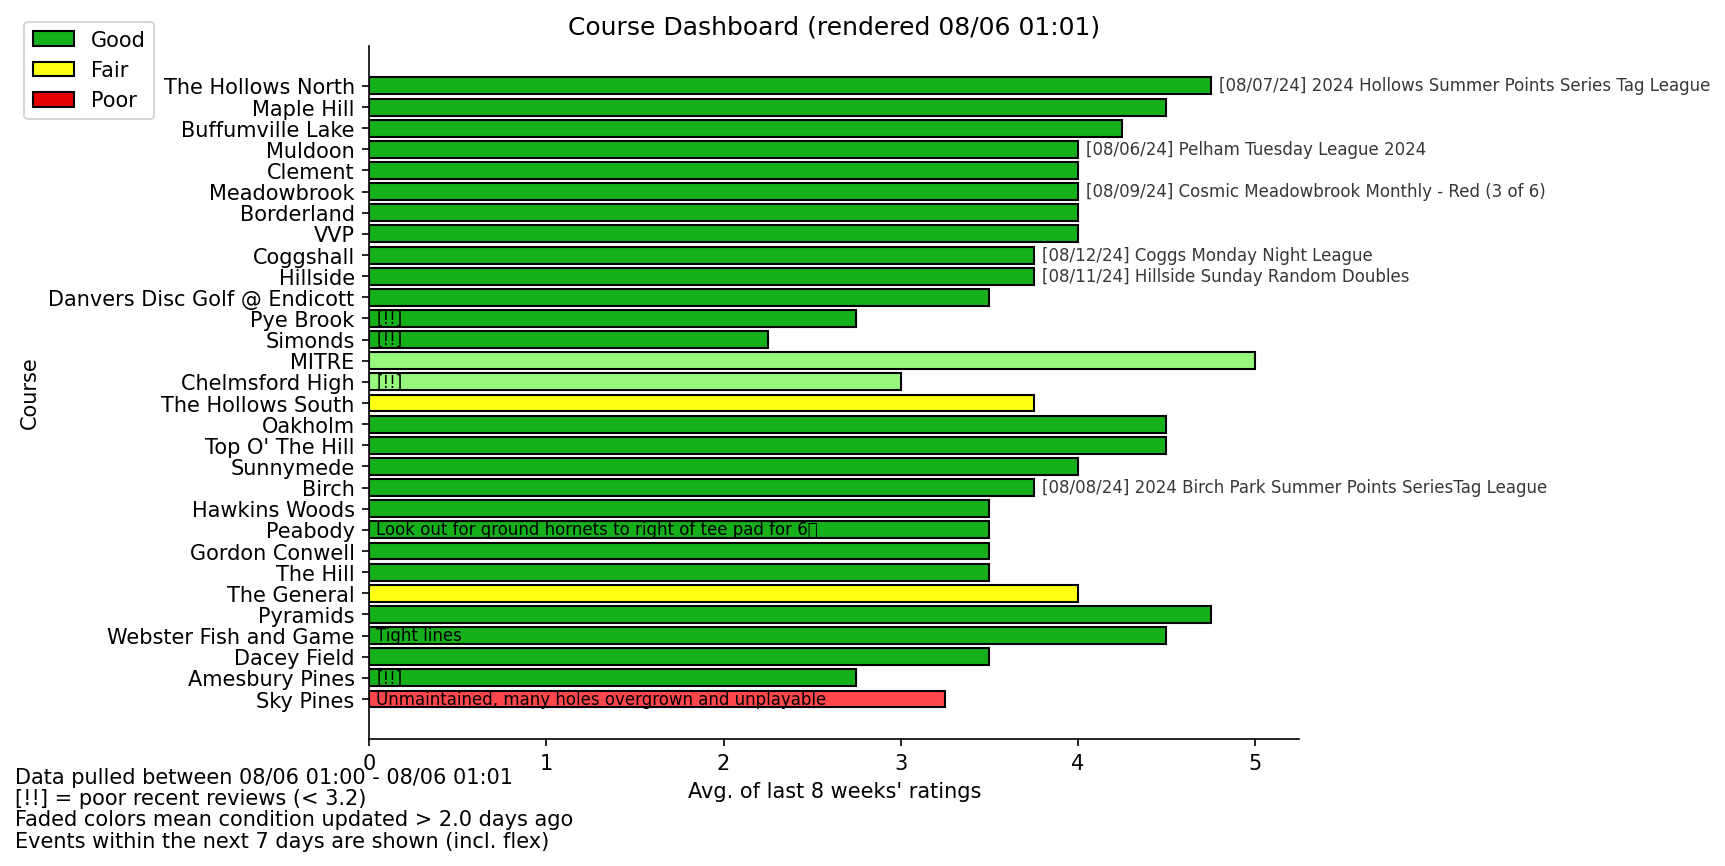 Course Dashboard (rendered 08/06 01:01)
Good
Fair
Poor
The Hollows North [08/07/24] 2024 Hollows Summer Points Series Tag League
Maple Hill
Buffumville Lake
Muldoon [08/06/24] Pelham Tuesday League 2024
Clement
Meadowbrook [08/09/24] Cosmic Meadowbrook Monthly - Red (3 of 6)
Borderland
VVP
Coggshall [08/12/24] Coggs Monday Night League
Hillside [08/11/24] Hillside Sunday Random Doubles
Danvers Disc Golf @ Endicott
Pye Brook [!!]
Simonds [!!]
MITRE
Chelmsford High [!!]
The Hollows South
Oakholm
Top O' The Hill
Sunnymede
Birch [08/08/24] 2024 Birch Park Summer Points SeriesTag League
Hawkins Woods
Peabody Look out for ground hornets to right of tee pad for 6▯
Gordon Conwell
The Hill
The General
Pyramids
Webster Fish and Game Tight lines
Dacey Field
Amesbury Pines [!!]
Sky Pines Unmaintained, many holes overgrown and unplayable
Course
0 1 2 3 4 5
Avg. of last 8 weeks' ratings
Data pulled between 08/06 01:00 - 08/06 01:01
[!!] = poor recent reviews (< 3.2)
Faded colors mean condition updated > 2.0 days ago
Events within the next 7 days are shown (incl. flex)